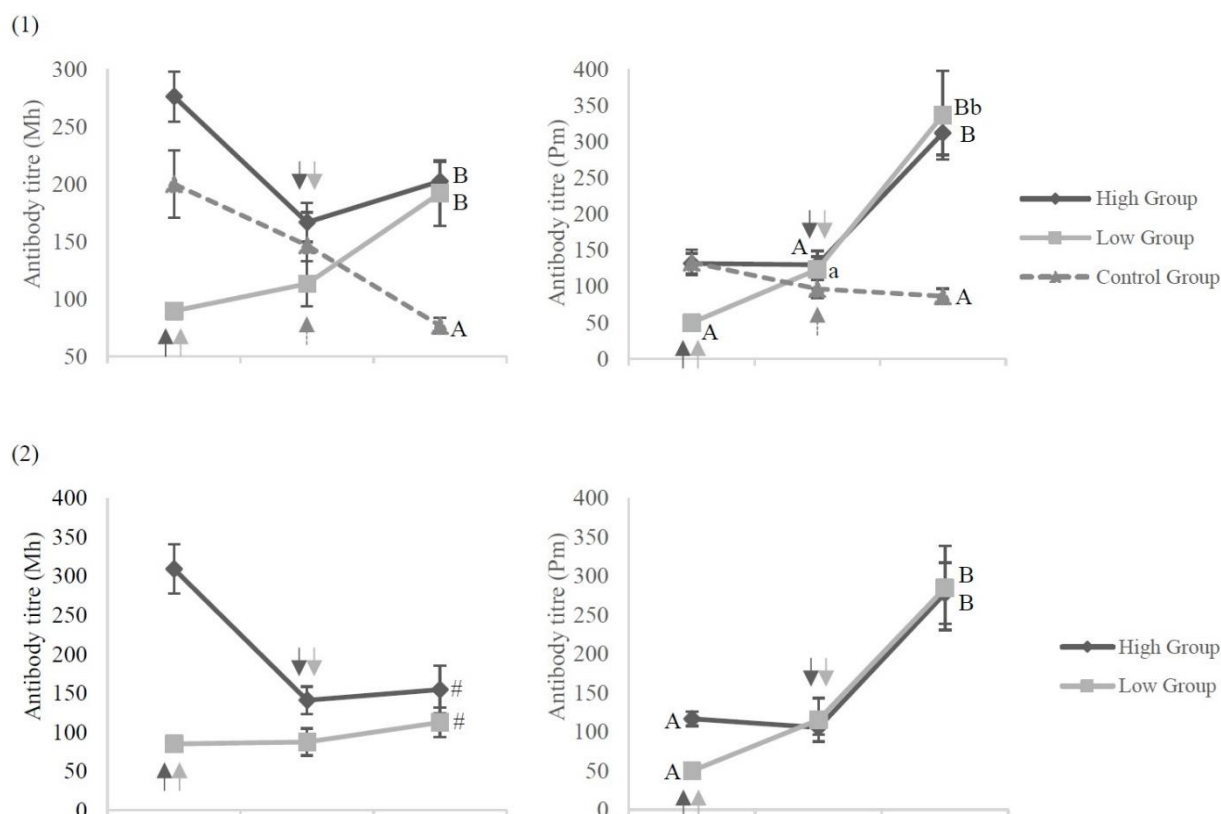 (1)
Antibody titre (Mh)
300
250
200
150
100
50
B
B
A
Antibody titre (Pm)
400
350
300
250
200
150
100
50
0
A
A
a
Bb
B
A
High Group
Low Group
Control Group
(2)
Antibody titre (Mh)
400
350
300
250
200
150
100
50
0
#
#
Antibody titre (Pm)
400
350
300
250
200
150
100
50
0
A
A
B
B
High Group
Low Group